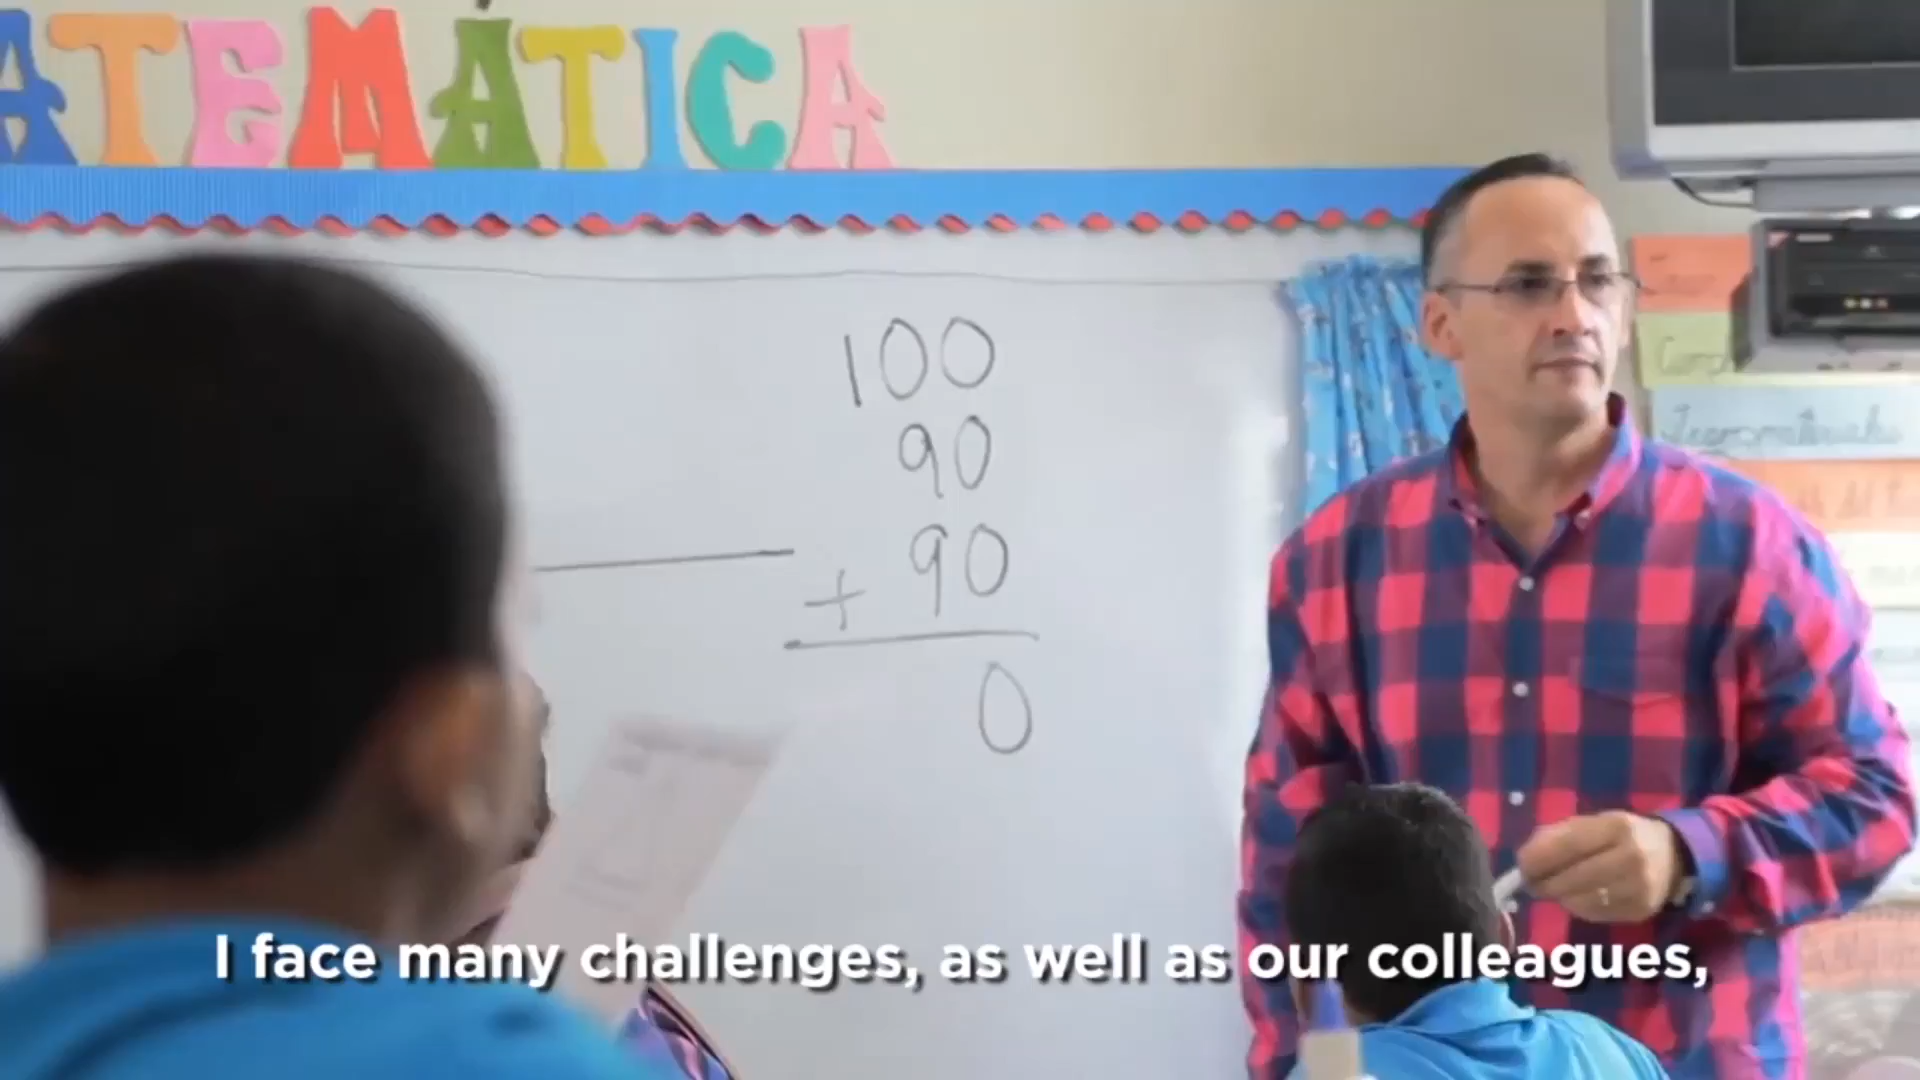 ATEMÁTICA
100
90
+ 90
0
I face many challenges, as well as our colleagues,